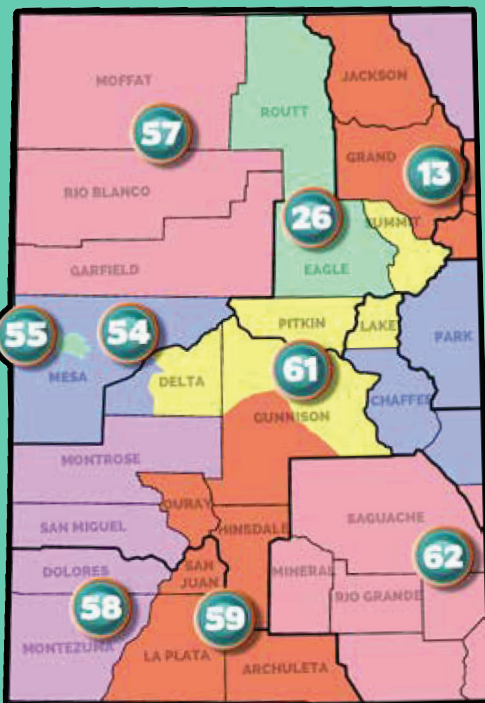 MOFFAT
JACKSON
ROUTT
57
GRAND
13
RIO BLANCO
26
SUMMIT
GARFIELD
EAGLE
55
54
PITKIN
LAKE
PARK
MESA
DELTA
61
CHAFFEE
GUNNISON
MONTROSE
OURAY
SAN MIGUEL
HINSDALE
SAGUACHE
DOLORES
SAN
JUAN
MINERAL
62
RIO GRANDE
58
59
MONTEZUMA
LA PLATA
ARCHULETA